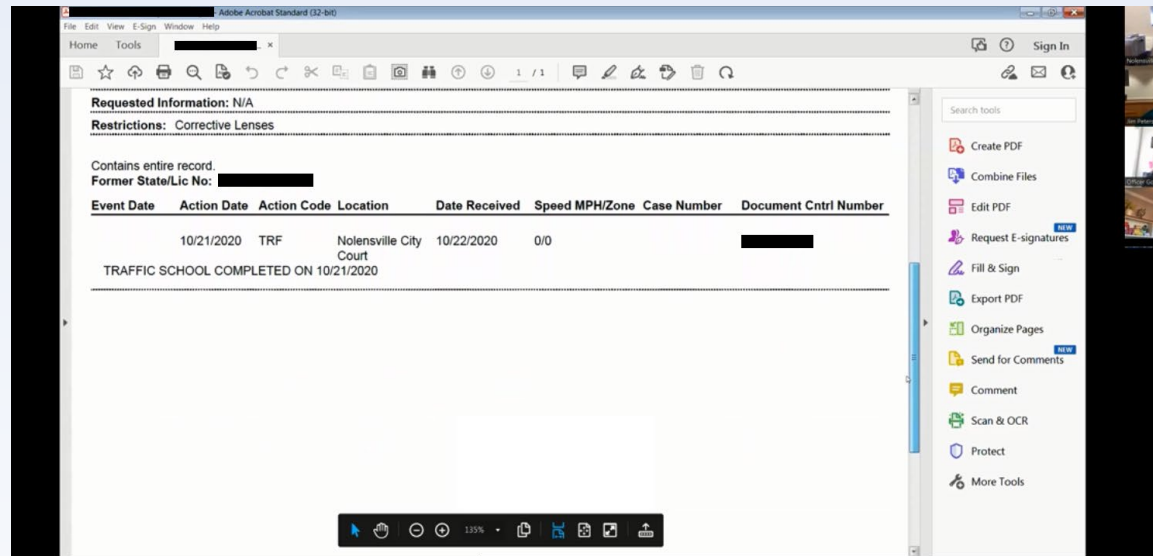 - Adobe Acrobat Standard (32-bit)
File Edit View E-Sign Window Help
Home Tools ... × Sign In
1 / 1
Requested Information: N/A
Restrictions: Corrective Lenses
Contains entire record.
Former State/Lic No:
Event Date Action Date Action Code Location Date Received Speed MPH/Zone Case Number Document Cntrl Number
10/21/2020 TRF Nolensville City 10/22/2020 0/0
Court
TRAFFIC SCHOOL COMPLETED ON 10/21/2020
135%
Search tools
Create PDF
Combine Files
Edit PDF
NEW
Request E-signatures
Fill & Sign
Export PDF
Organize Pages
NEW
Send for Comments
Comment
Scan & OCR
Protect
More Tools